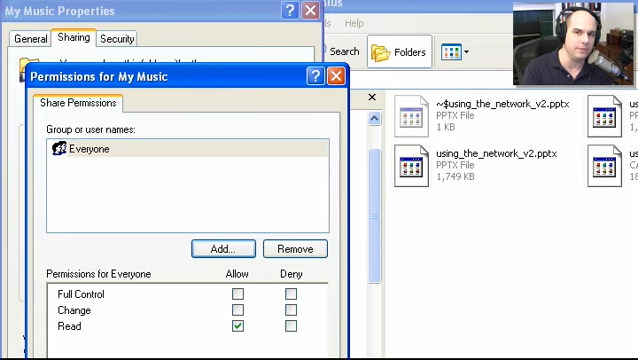 My Music Properties
General
Sharing
Security
Permissions for My Music
Share Permissions
Group or user names:
Everyone
Add...
Remove
Permissions for Everyone
Allow
Deny
Full Control
Change
Read
Help
Search
Folders
~$using_the_network_v2.pptx
PPTX File
1 KB
using_the_network_v2.pptx
PPTX File
1,749 KB